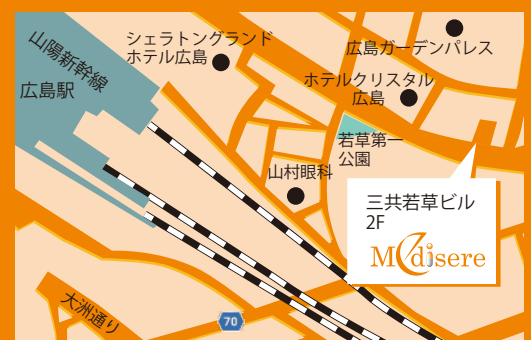 山陽新幹線
広島駅
シェラトングランド
ホテル広島
広島ガーデンパレス
ホテルクリスタル
広島
若草第一
公園
山村眼科
三共若草ビル
2F
Medisere
大洲通り
70